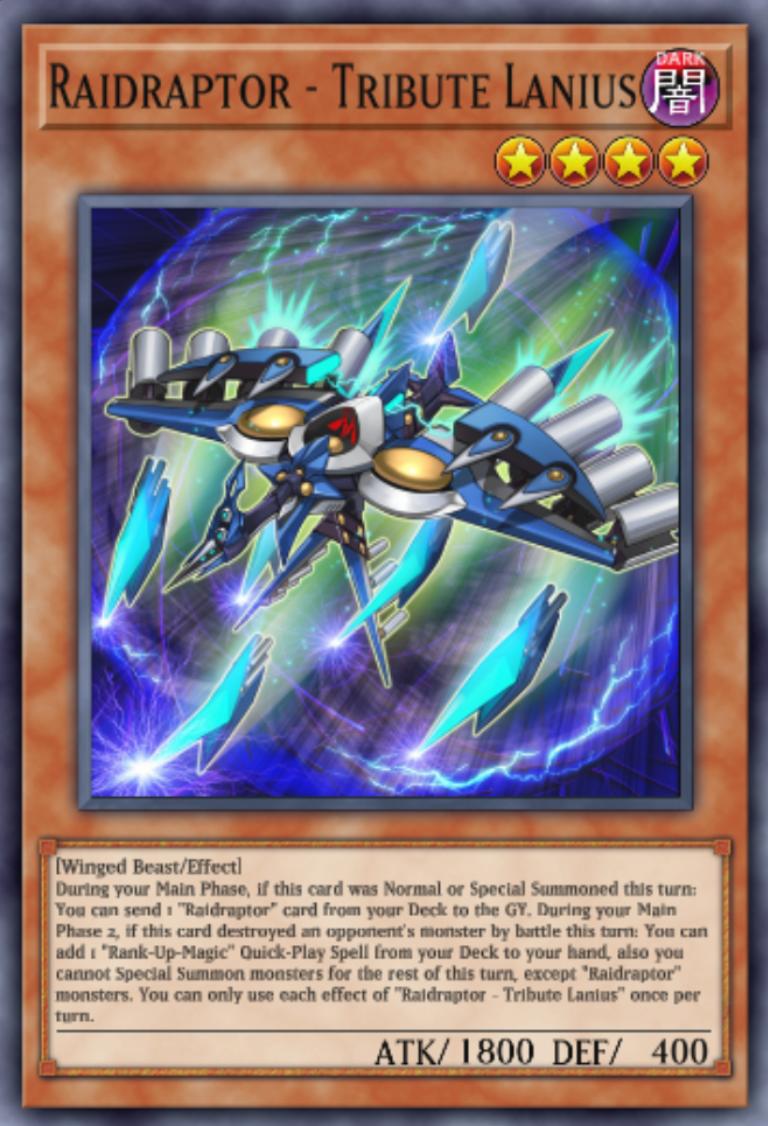 RAIDRAPTOR - TRIBUTE LANIUS
DARK
闇
[Winged Beast/Effect]
During your Main Phase, if this card was Normal or Special Summoned this turn:
You can send 1 "Raidraptor" card from your Deck to the GY. During your Main
Phase 2, if this card destroyed an opponent's monster by battle this turn: You can
add 1 "Rank-Up-Magic" Quick-Play Spell from your Deck to your hand, also you
cannot Special Summon monsters for the rest of this turn, except "Raidraptor"
monsters. You can only use each effect of "Raidraptor - Tribute Lanius" once per
turn.
ATK/ 1800 DEF/ 400